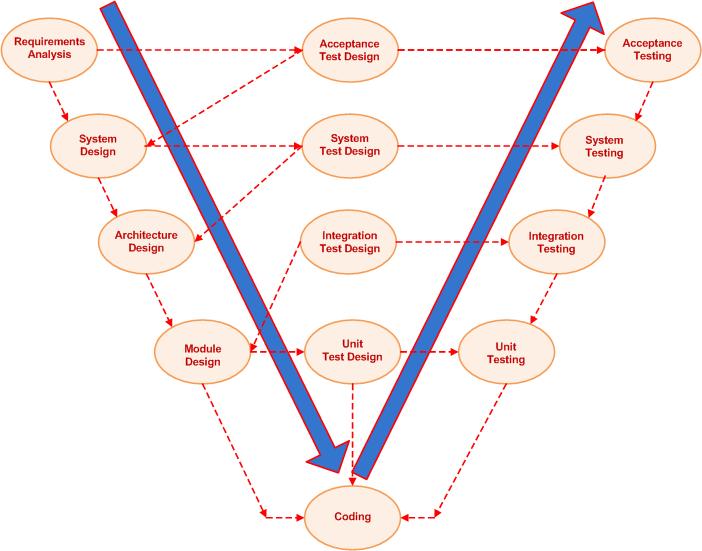 Requirements
Analysis
Acceptance
Test Design
Acceptance
Testing
System
Design
System
Test Design
System
Testing
Architecture
Design
Integration
Test Design
Integration
Testing
Module
Design
Unit
Test Design
Unit
Testing
Coding